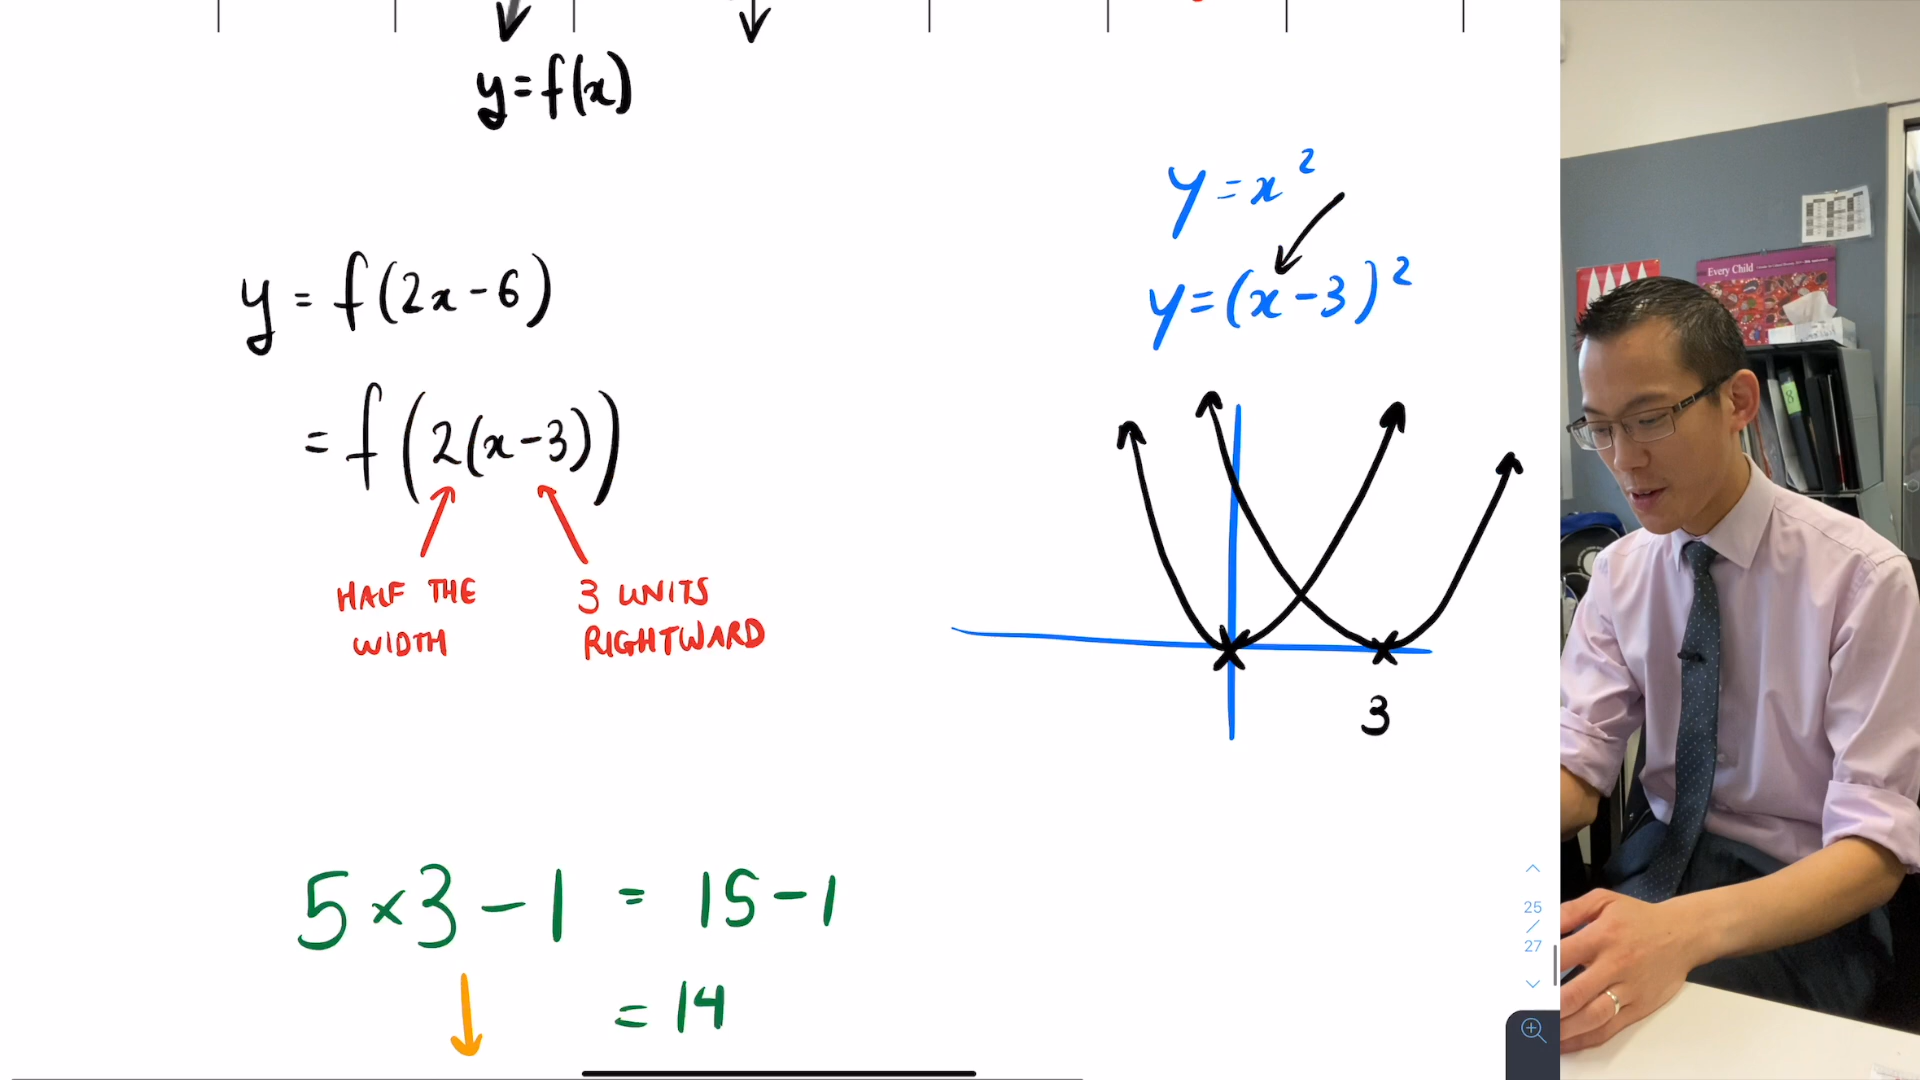 y=f(x)
y = x²
y = f(2x-6)
y=(x-3)²
= f(2(x-3))
HALF THE
WIDTH
3 UNITS
RIGHTWARD
3
5×3-1 = 15-1
= 14
25
/
27
Every Child
8